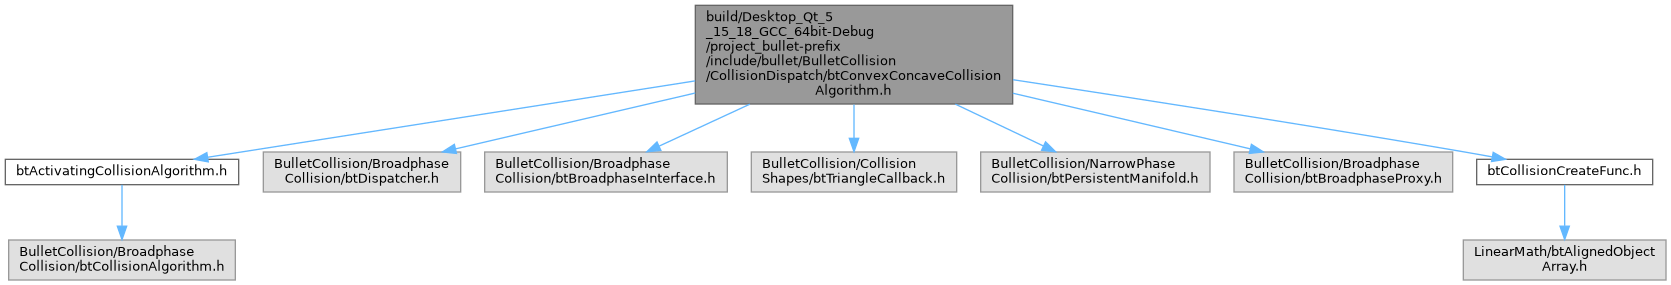 build/Desktop_Qt_5
_15_18_GCC_64bit-Debug
/project_bullet-prefix
/include/bullet/BulletCollision
/CollisionDispatch/btConvexConcaveCollision
Algorithm.h
btActivatingCollisionAlgorithm.h
BulletCollision/Broadphase
Collision/btDispatcher.h
BulletCollision/Broadphase
Collision/btBroadphaseInterface.h
BulletCollision/Collision
Shapes/btTriangleCallback.h
BulletCollision/NarrowPhase
Collision/btPersistentManifold.h
BulletCollision/Broadphase
Collision/btBroadphaseProxy.h
btCollisionCreateFunc.h
BulletCollision/Broadphase
Collision/btCollisionAlgorithm.h
LinearMath/btAlignedObject
Array.h